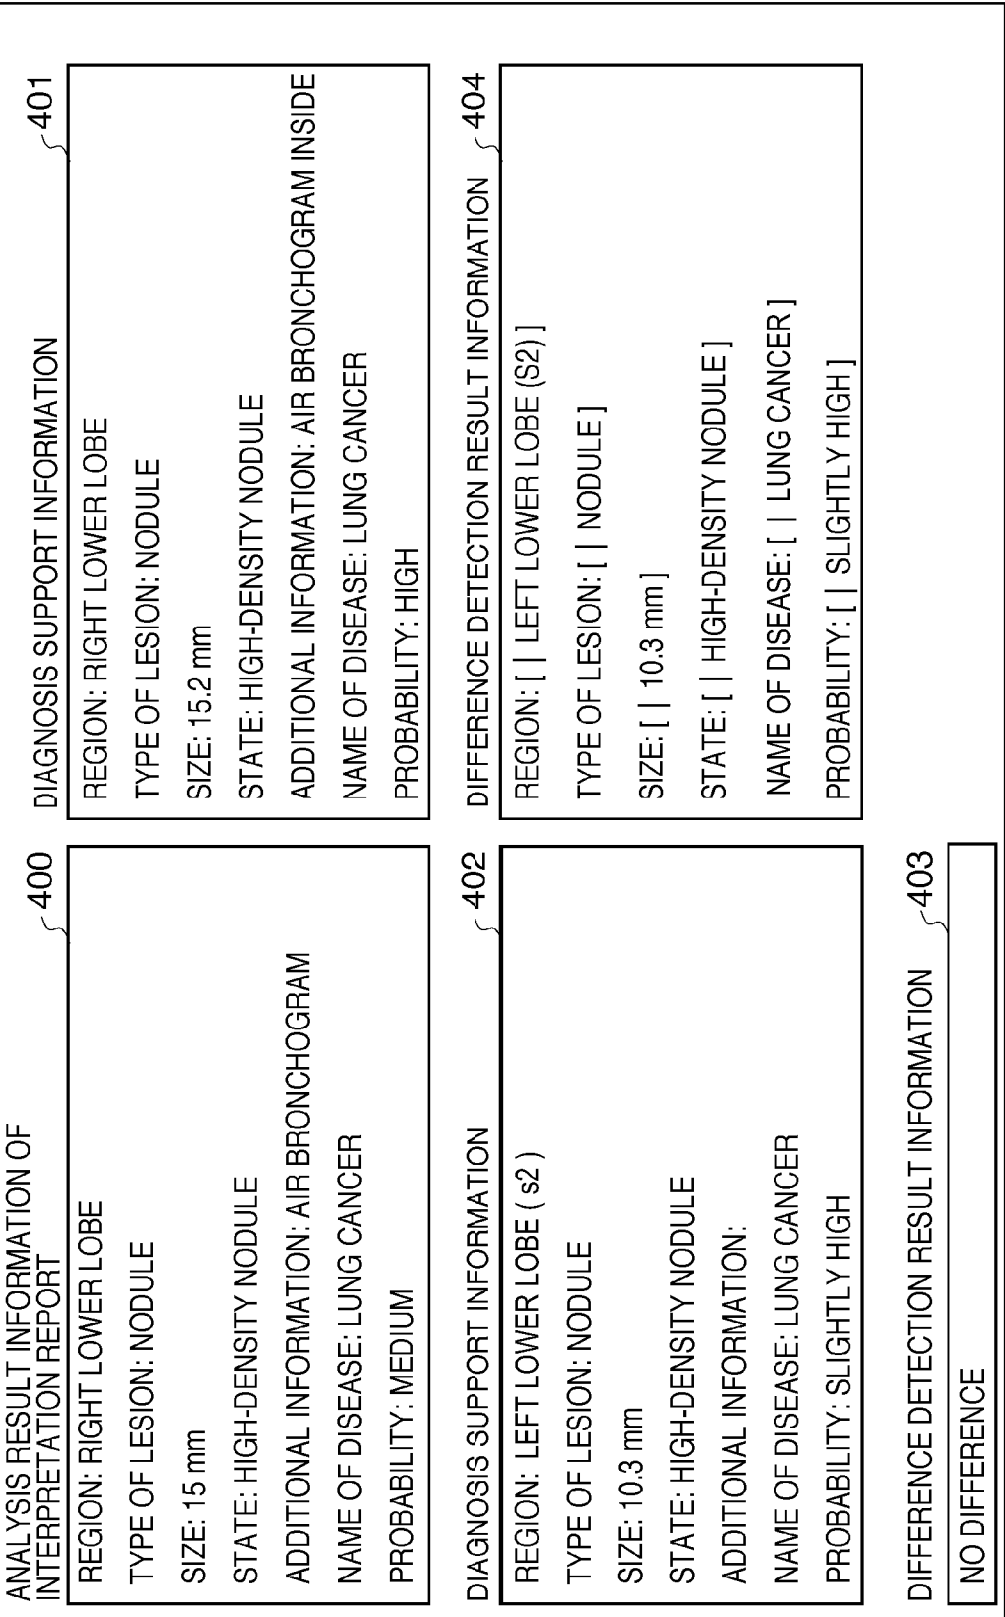 ANALYSIS RESULT INFORMATION OF
INTERPRETATION REPORT
400
REGION: RIGHT LOWER LOBE
TYPE OF LESION: NODULE
SIZE: 15 mm
STATE: HIGH-DENSITY NODULE
ADDITIONAL INFORMATION: AIR BRONCHOGRAM
NAME OF DISEASE: LUNG CANCER
PROBABILITY: MEDIUM
DIAGNOSIS SUPPORT INFORMATION
401
REGION: RIGHT LOWER LOBE
TYPE OF LESION: NODULE
SIZE: 15.2 mm
STATE: HIGH-DENSITY NODULE
ADDITIONAL INFORMATION: AIR BRONCHOGRAM INSIDE
NAME OF DISEASE: LUNG CANCER
PROBABILITY: HIGH
DIAGNOSIS SUPPORT INFORMATION
402
REGION: LEFT LOWER LOBE ( s2 )
TYPE OF LESION: NODULE
SIZE: 10.3 mm
STATE: HIGH-DENSITY NODULE
ADDITIONAL INFORMATION:
NAME OF DISEASE: LUNG CANCER
PROBABILITY: SLIGHTLY HIGH
DIFFERENCE DETECTION RESULT INFORMATION
404
REGION: [ | LEFT LOWER LOBE (S2) ]
TYPE OF LESION: [ | NODULE ]
SIZE: [ | 10.3 mm ]
STATE: [ | HIGH-DENSITY NODULE ]
NAME OF DISEASE: [ | LUNG CANCER ]
PROBABILITY: [ | SLIGHTLY HIGH ]
DIFFERENCE DETECTION RESULT INFORMATION
403
NO DIFFERENCE